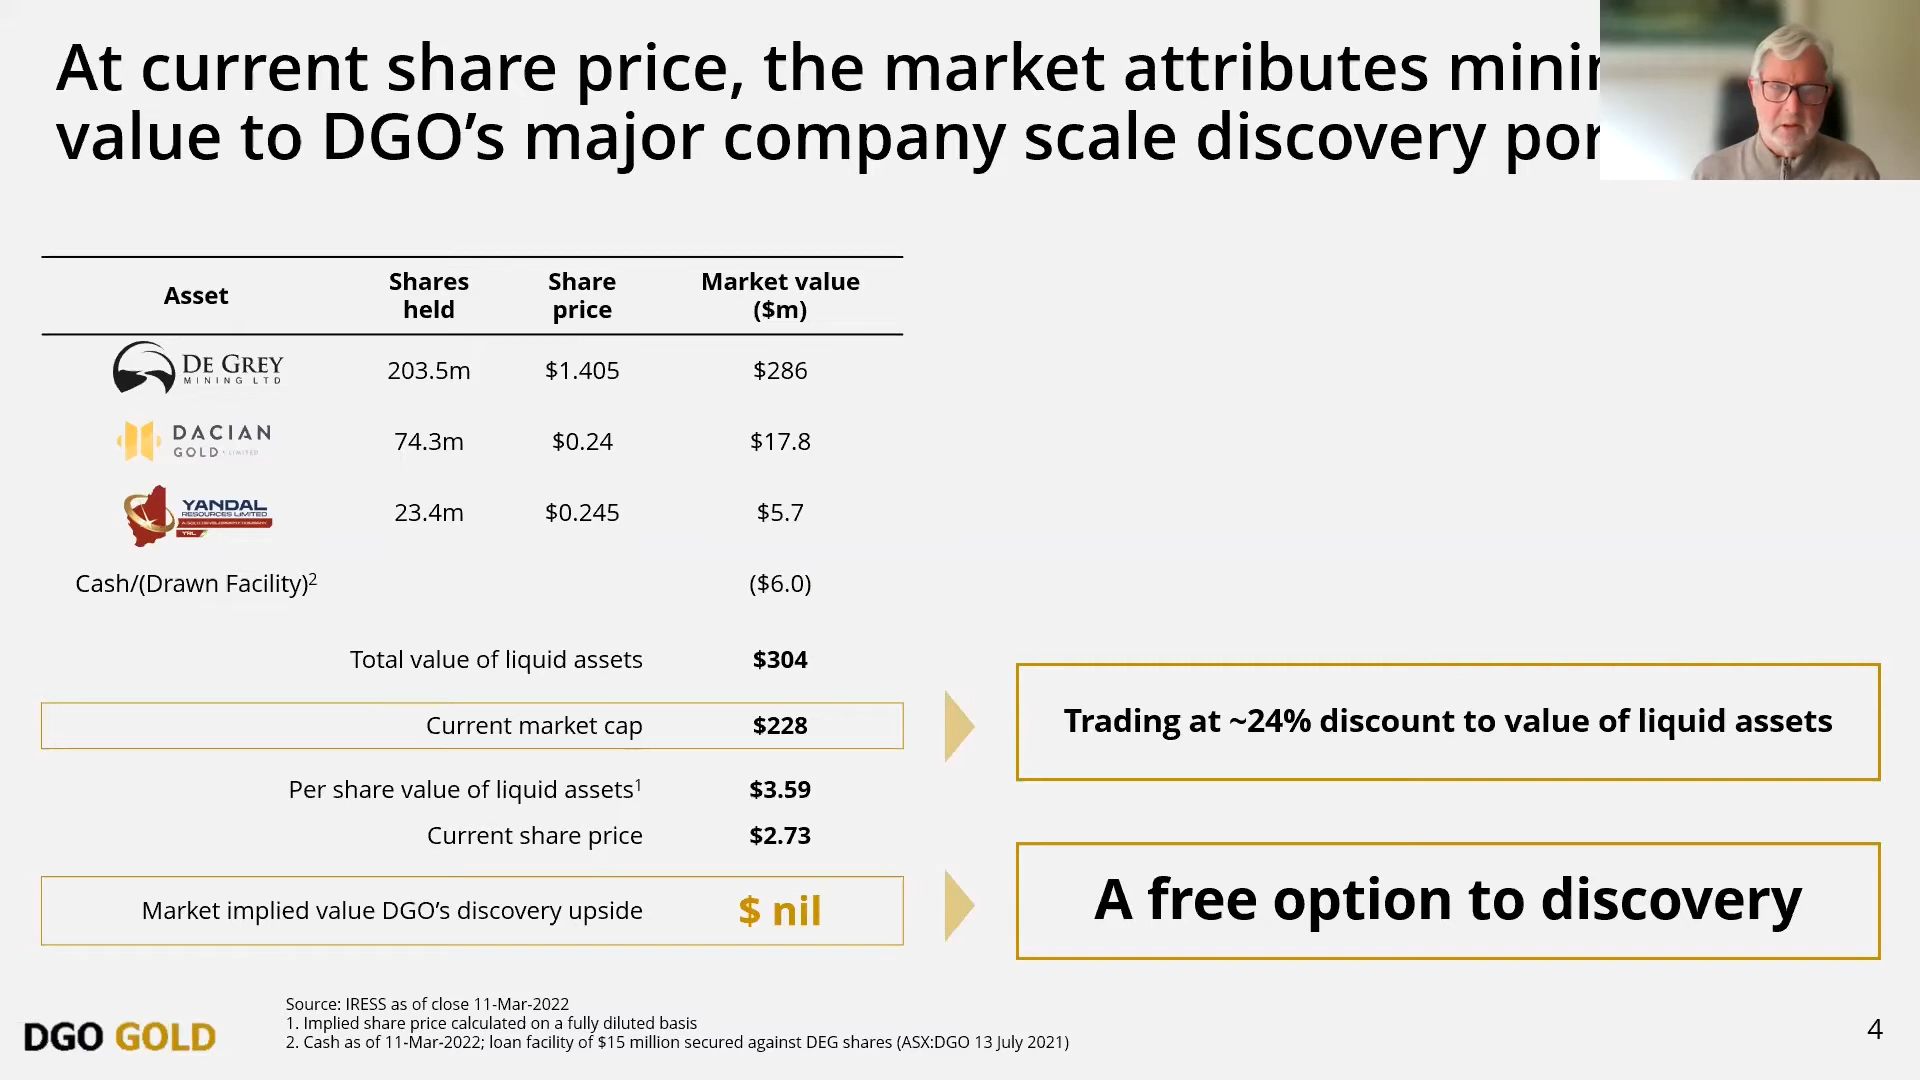 At current share price, the market attributes
value to DGO’s major company scale discovery
Asset
Shares held
Share price
Market value ($m)
DE GREY
MINING LTD
203.5m $1.405 $286
DACIAN
GOLD LIMITED
74.3m $0.24 $17.8
YANDAL
RESOURCES LIMITED
A GOLD DEVELOPMENT COMPANY
YRL
23.4m $0.245 $5.7
Cash/(Drawn Facility)2 ($6.0)
Total value of liquid assets $304
Current market cap $228
Trading at ~24% discount to value of liquid assets
Per share value of liquid assets1 $3.59
Current share price $2.73
Market implied value DGO’s discovery upside $ nil
A free option to discovery
Source: IRESS as of close 11-Mar-2022
1. Implied share price calculated on a fully diluted basis
2. Cash as of 11-Mar-2022; loan facility of $15 million secured against DEG shares (ASX:DGO 13 July 2021)
DGO GOLD
4